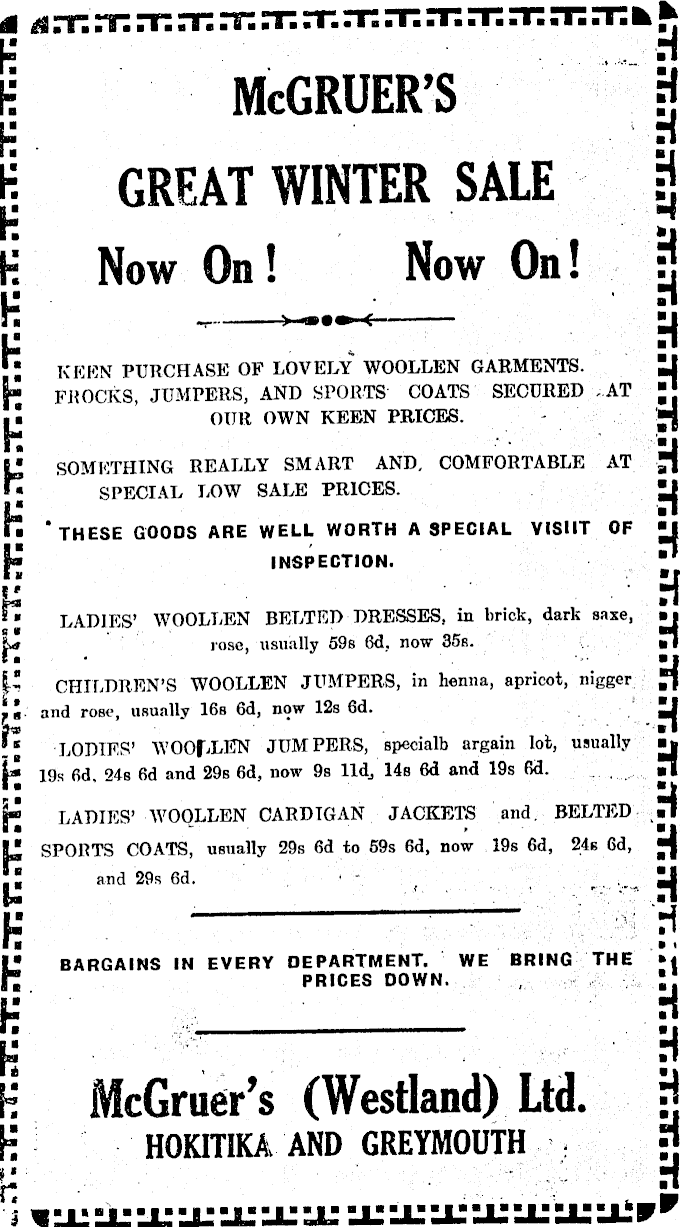 McGRUER'S
GREAT WINTER SALE
Now On! Now On!
KEEN PURCHASE OF LOVELY WOOLLEN GARMENTS.
FROCKS, JUMPERS, AND SPORTS COATS SECURED AT
OUR OWN KEEN PRICES.
SOMETHING REALLY SMART AND, COMFORTABLE AT
SPECIAL LOW SALE PRICES.
THESE GOODS ARE WELL WORTH A SPECIAL VISIIT OF
INSPECTION.
LADIES' WOOLLEN BELTED DRESSES, in brick, dark saxe,
rose, usually 59s 6d, now 35s.
CHILDREN'S WOOLLEN JUMPERS, in henna, apricot, nigger
and rose, usually 16s 6d, now 12s 6d.
LODIES' WOOLLEN JUMPERS, specialb argain lot, usually
19s 6d, 24s 6d and 29s 6d, now 9s 11d, 14s 6d and 19s 6d.
LADIES' WOOLLEN CARDIGAN JACKETS and BELTED
SPORTS COATS, usually 29s 6d to 59s 6d, now 19s 6d, 24s 6d,
and 29s 6d.
BARGAINS IN EVERY DEPARTMENT. WE BRING THE
PRICES DOWN.
McGruer's (Westland) Ltd.
HOKITIKA AND GREYMOUTH